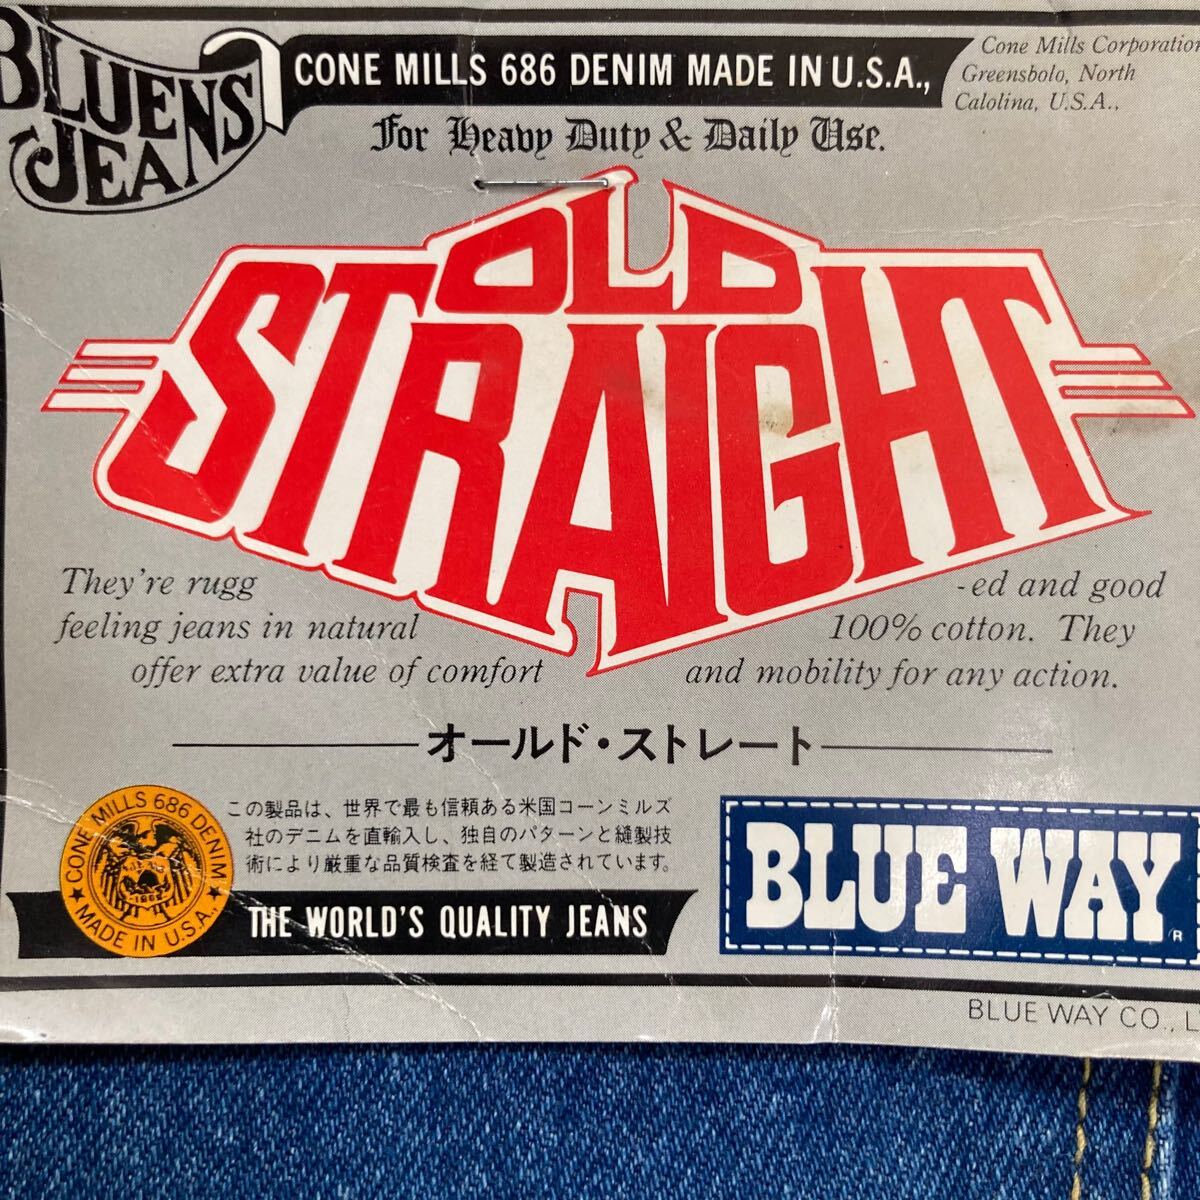 BLUENS
JEANS
CONE MILLS 686 DENIM MADE IN U.S.A.,
Cone Mills Corporation
Greensbolo, North
Calolina, U.S.A.,
For Heavy Duty & Daily Use.
OLD
STRAIGHT
They're rugg -ed and good
feeling jeans in natural 100% cotton. They
offer extra value of comfort and mobility for any action.
オールド・ストレート
この製品は、世界で最も信頼ある米国コーンミルズ
社のデニムを直輸入し、独自のパターンと縫製技
術により厳重な品質検査を経て製造されています。
★ CONE MILLS 686 DENIM ★
MADE IN U.S.A.,
THE WORLD'S QUALITY JEANS
BLUE WAY R
BLUE WAY CO., L